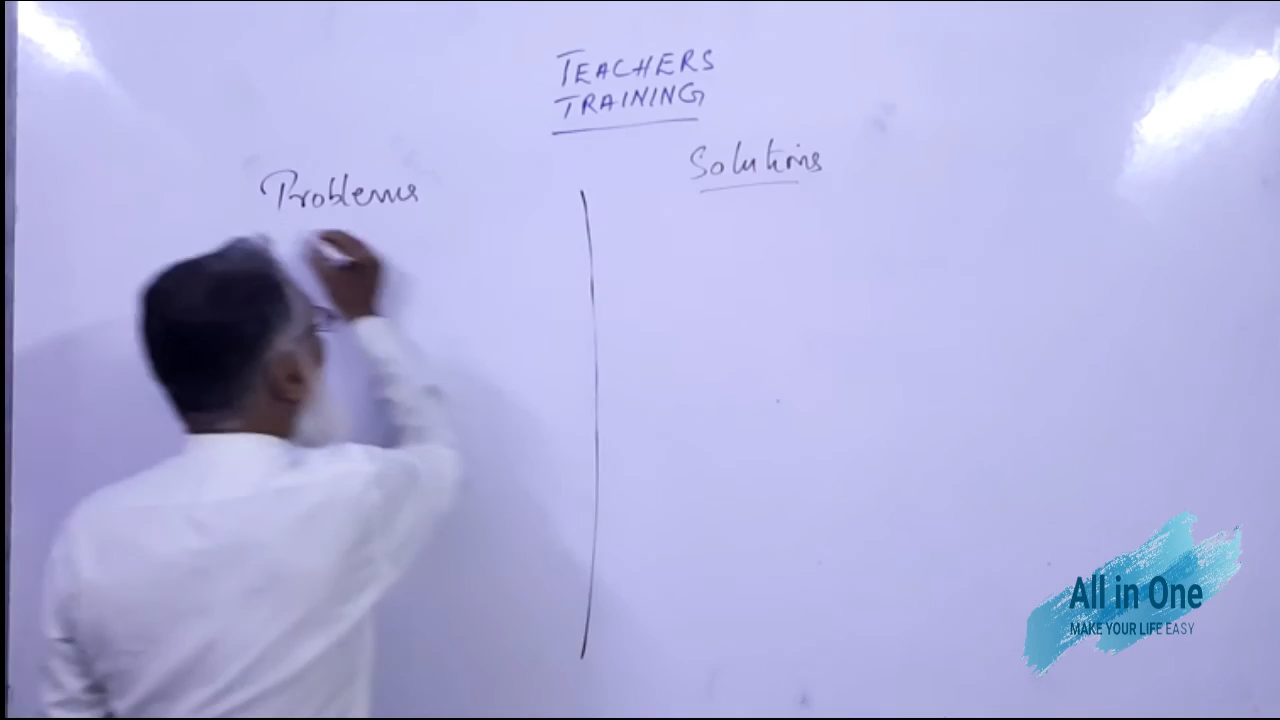 TEACHERS
TRAINING
Problems
Solutions
All in One
MAKE YOUR LIFE EASY